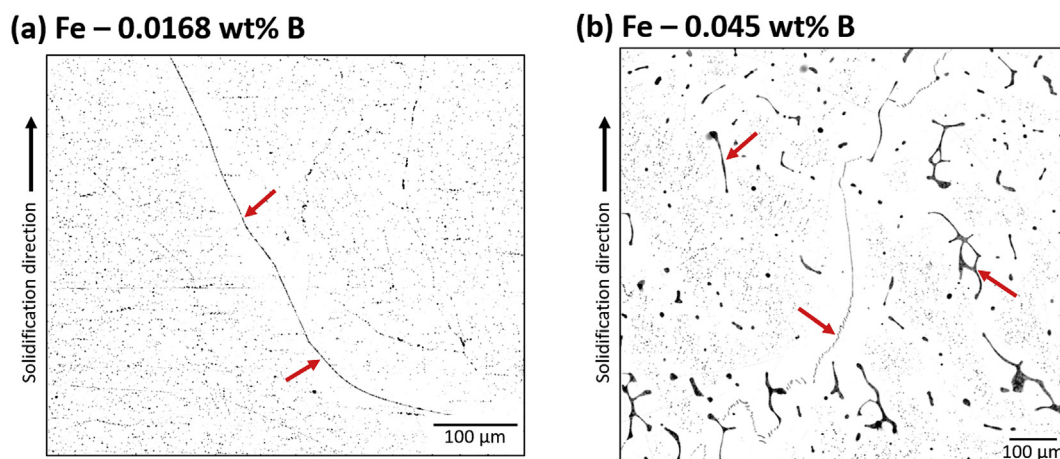 (a) Fe – 0.0168 wt% B
Solidification direction
100 µm
(b) Fe – 0.045 wt% B
Solidification direction
100 µm